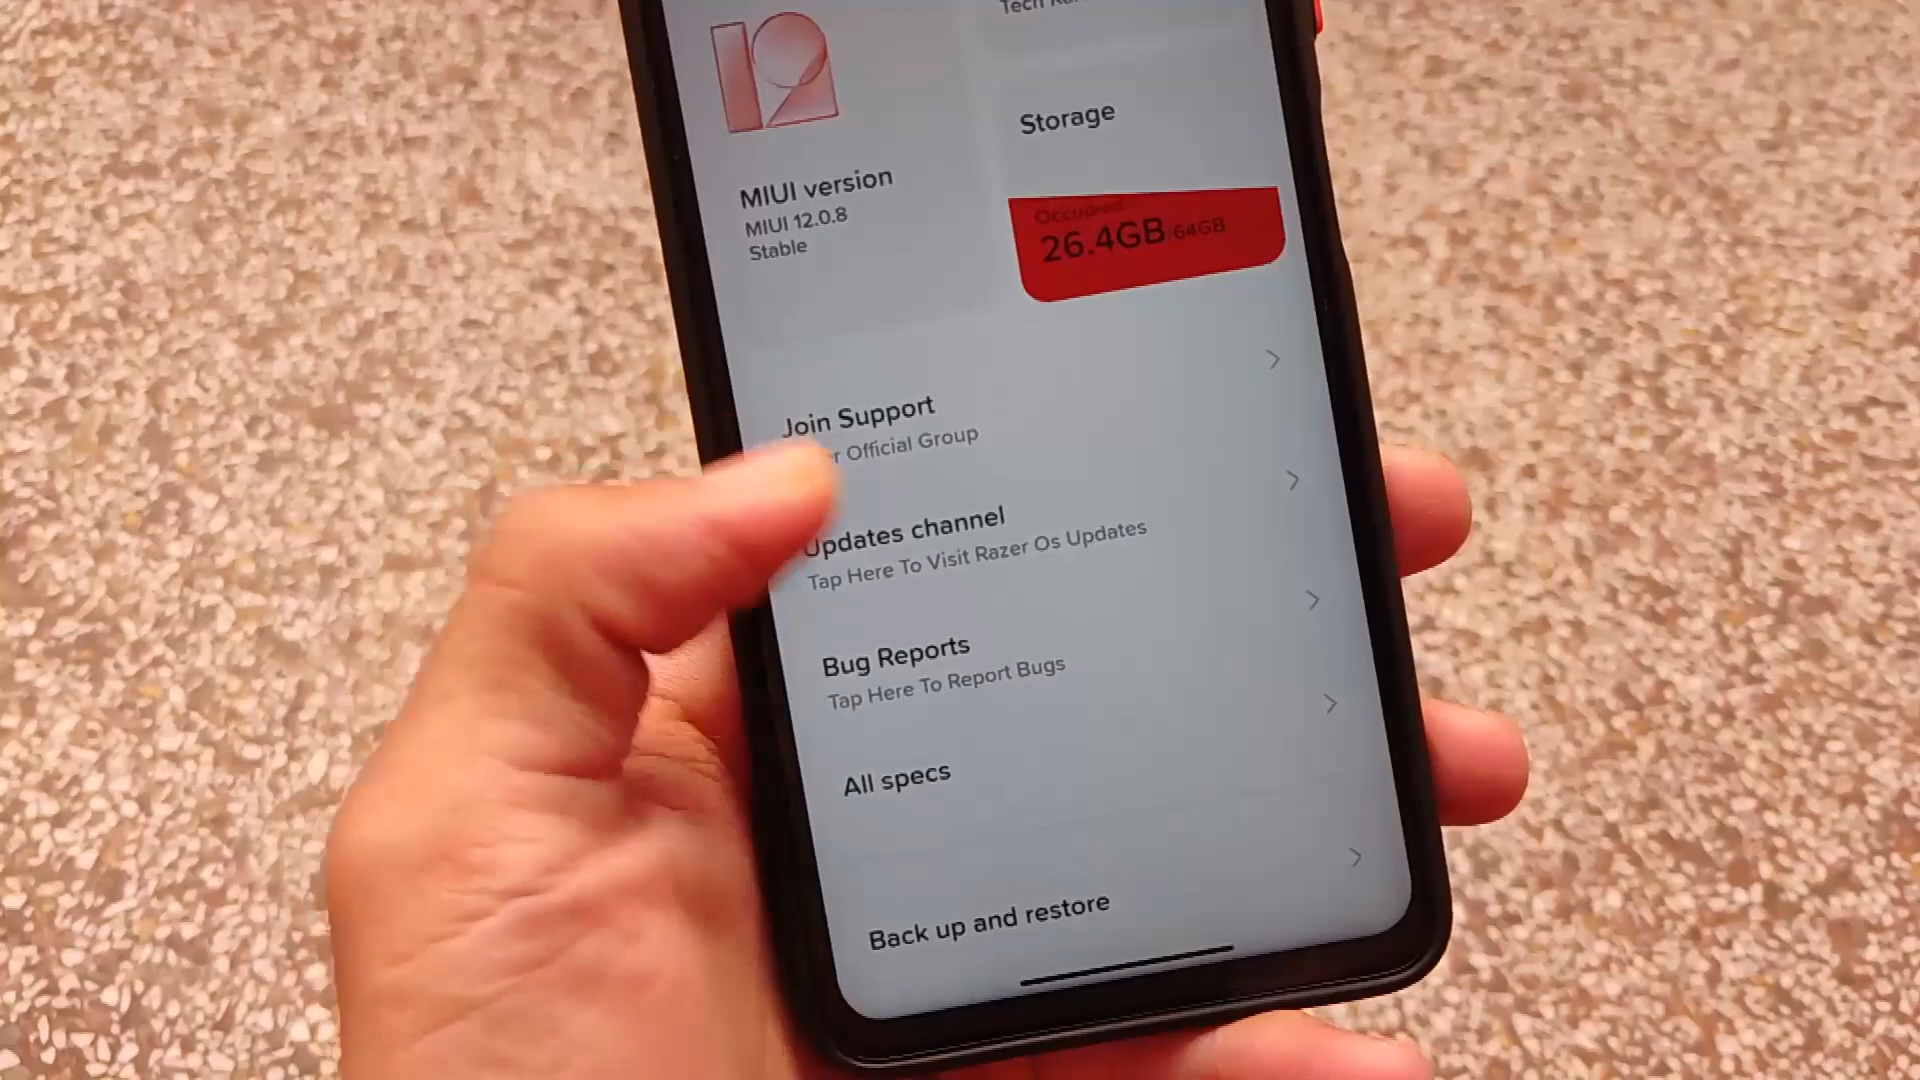 Tech
12
Storage
MIUI version
MIUI 12.0.8
Stable
Occupied
26.4GB/64GB
Join Support
Official Group
Updates channel
Tap Here To Visit Razer Os Updates
Bug Reports
Tap Here To Report Bugs
All specs
Back up and restore